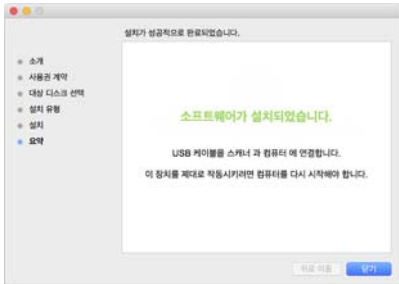 설치가 성공적으로 완료되었습니다.
소개
사용권 계약
대상 디스크 선택
설치 유형
설치
요약
소프트웨어가 설치되었습니다.
USB 케이블을 스캐너 과 컴퓨터 에 연결합니다.
이 장치를 제대로 작동시키려면 컴퓨터를 다시 시작해야 합니다.
뒤로 이동
닫기